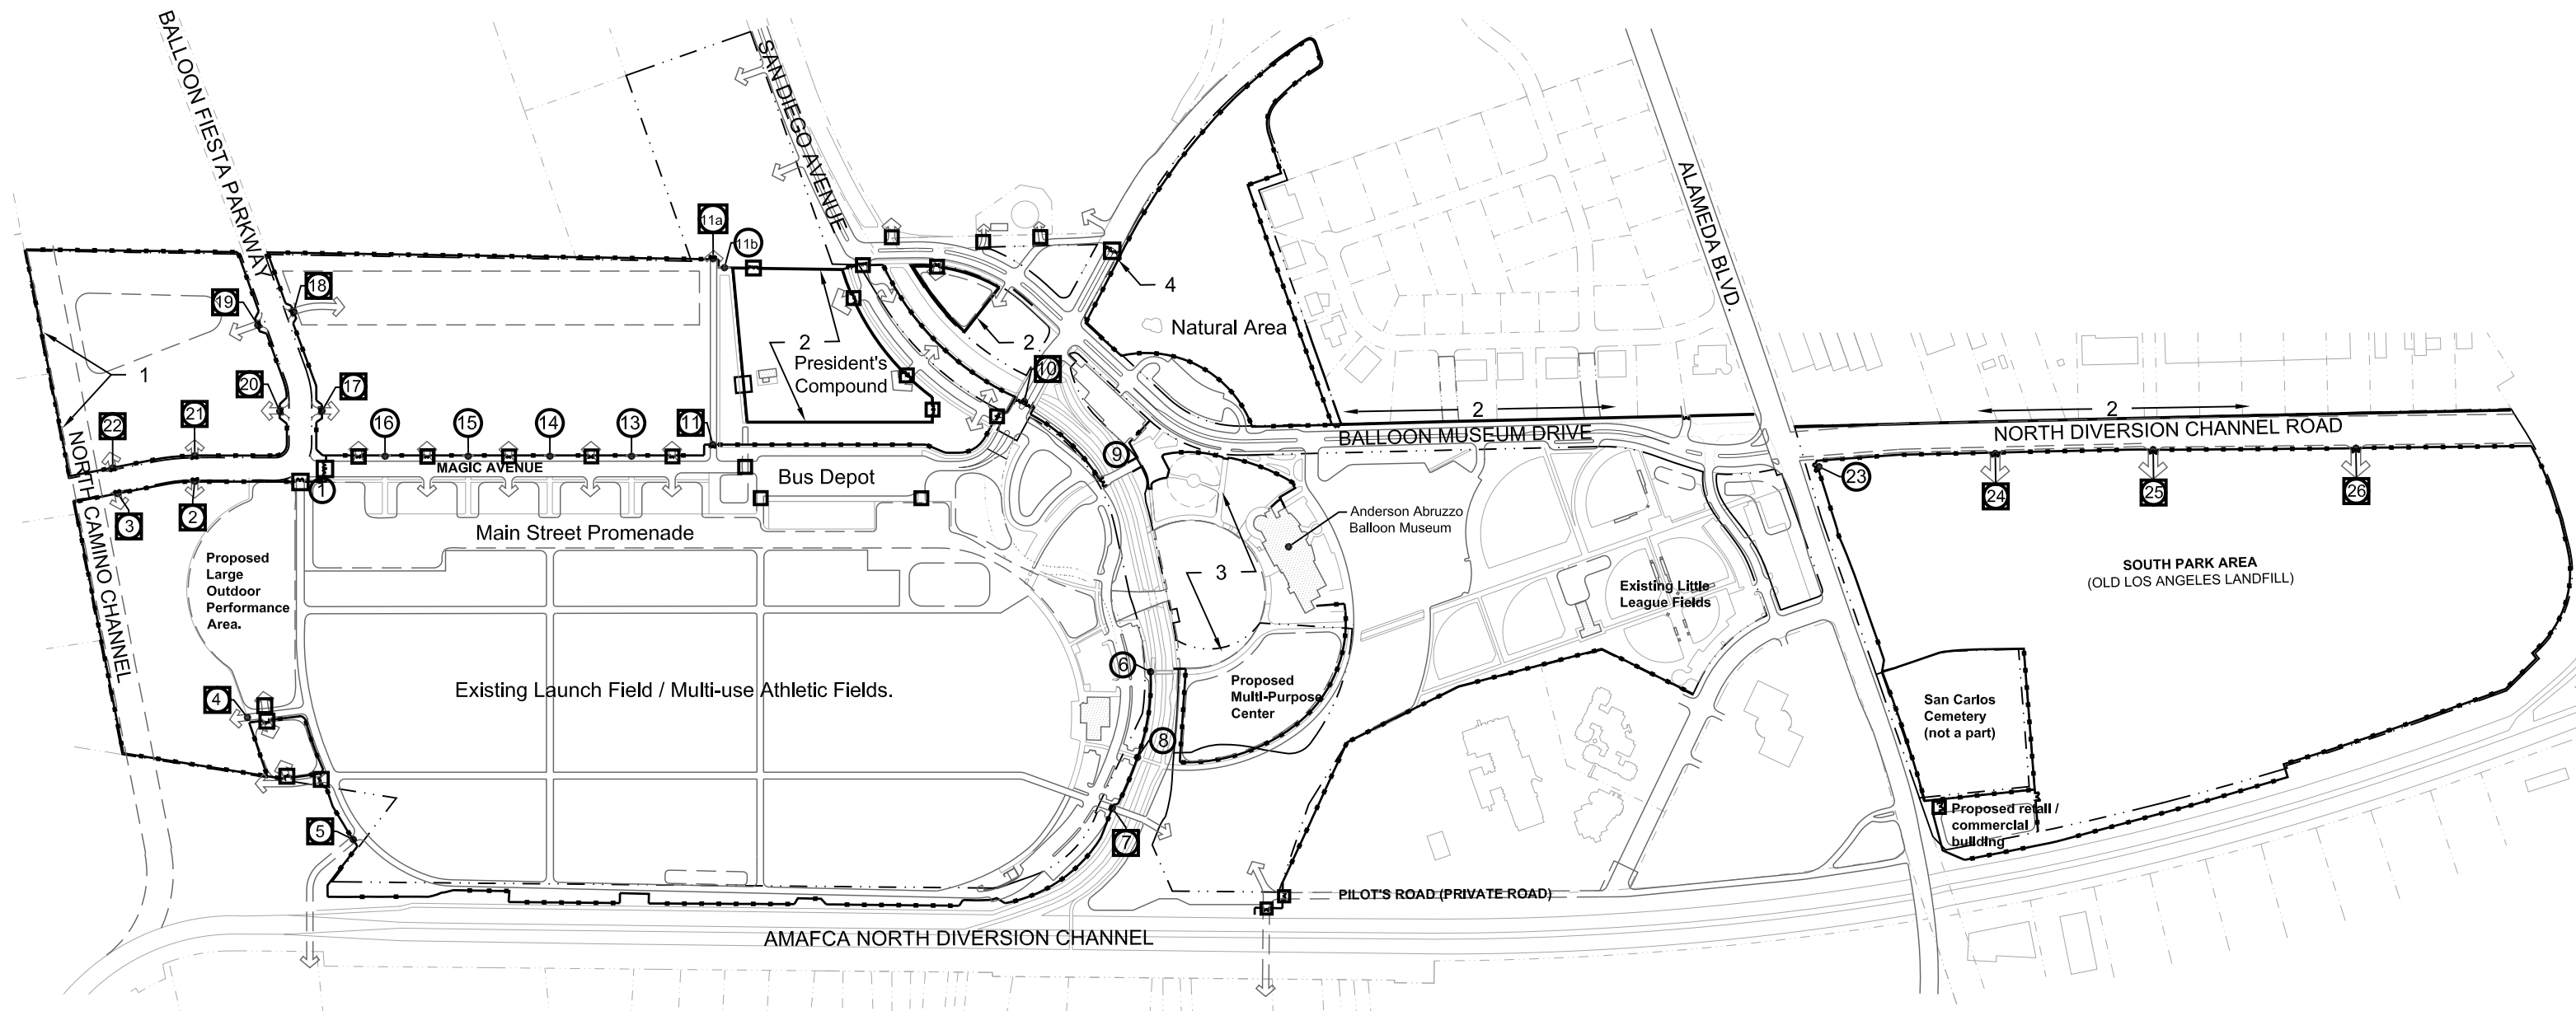 BALLOON FIESTA PARKWAY
SAN DIEGO AVENUE
ALAMEDA BLVD.
11a
11b
4
19
18
Natural Area
1
2
President's
Compound
2
10
20
17
22
21
16
15
14
13
11
9
2
BALLOON MUSEUM DRIVE
2
NORTH DIVERSION CHANNEL ROAD
NORTH CAMINO CHANNEL
MAGIC AVENUE
Bus Depot
1
3
2
23
24
25
26
Main Street Promenade
Anderson Abruzzo
Balloon Museum
Proposed
Large
Outdoor
Performance
Area.
3
Existing Little
League Fields
SOUTH PARK AREA
(OLD LOS ANGELES LANDFILL)
6
Existing Launch Field / Multi-use Athletic Fields.
Proposed
Multi-Purpose
Center
4
San Carlos
Cemetery
(not a part)
8
5
7
Proposed retail /
commercial
building
PILOT'S ROAD (PRIVATE ROAD)
AMAFCA NORTH DIVERSION CHANNEL